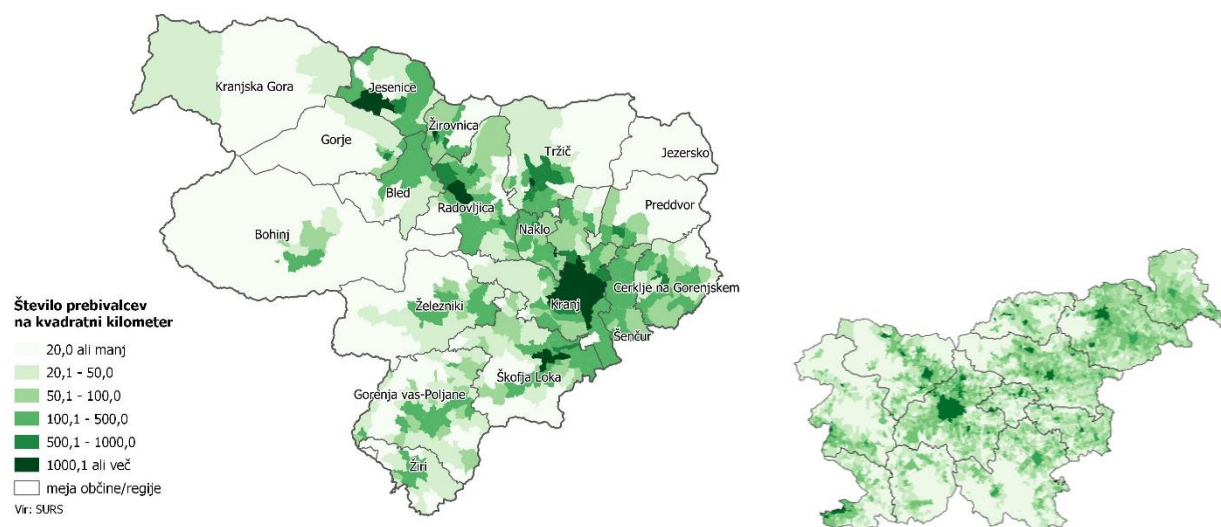 Kranjska Gora
Jesenice
Žirovnica
Gorje
Tržič
Jezersko
Bled
Radovljica
Preddvor
Bohinj
Naklo
Cerklje na Gorenjskem
Železniki
Kranj
Šenčur
Škofja Loka
Gorenja vas-Poljane
Žiri
Število prebivalcev
na kvadratni kilometer
20,0 ali manj
20,1 - 50,0
50,1 - 100,0
100,1 - 500,0
500,1 - 1000,0
1000,1 ali več
meja občine/regije
Vir: SURS